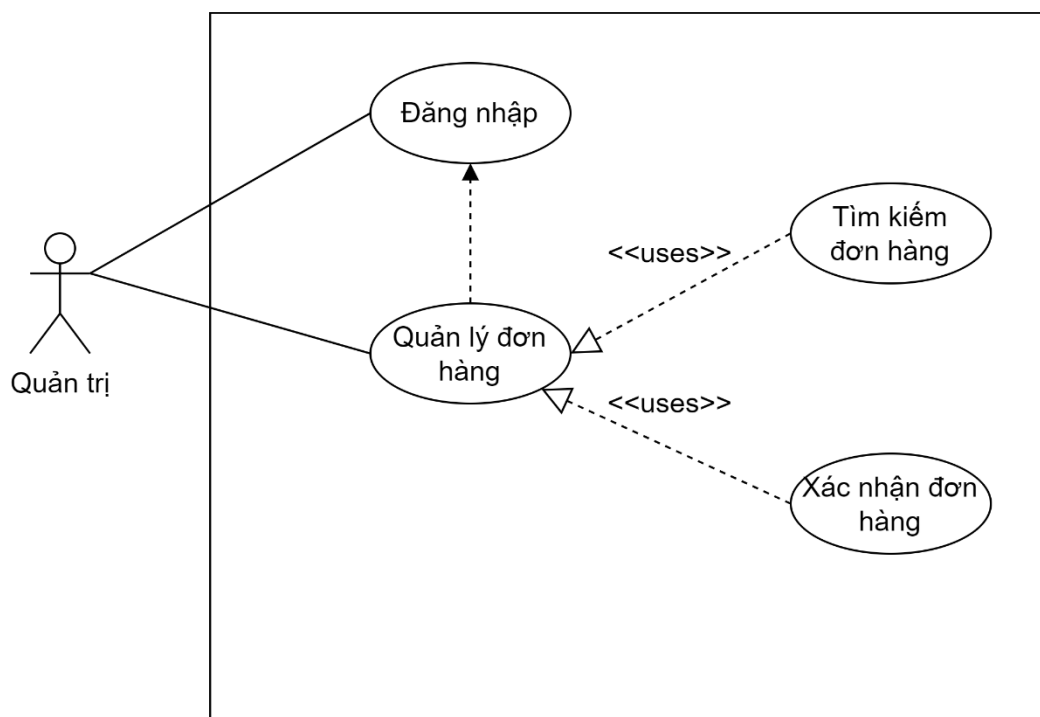 Đăng nhập
Tìm kiếm
đơn hàng
<<uses>>
Quản lý đơn
hàng
Quản trị
<<uses>>
Xác nhận đơn
hàng